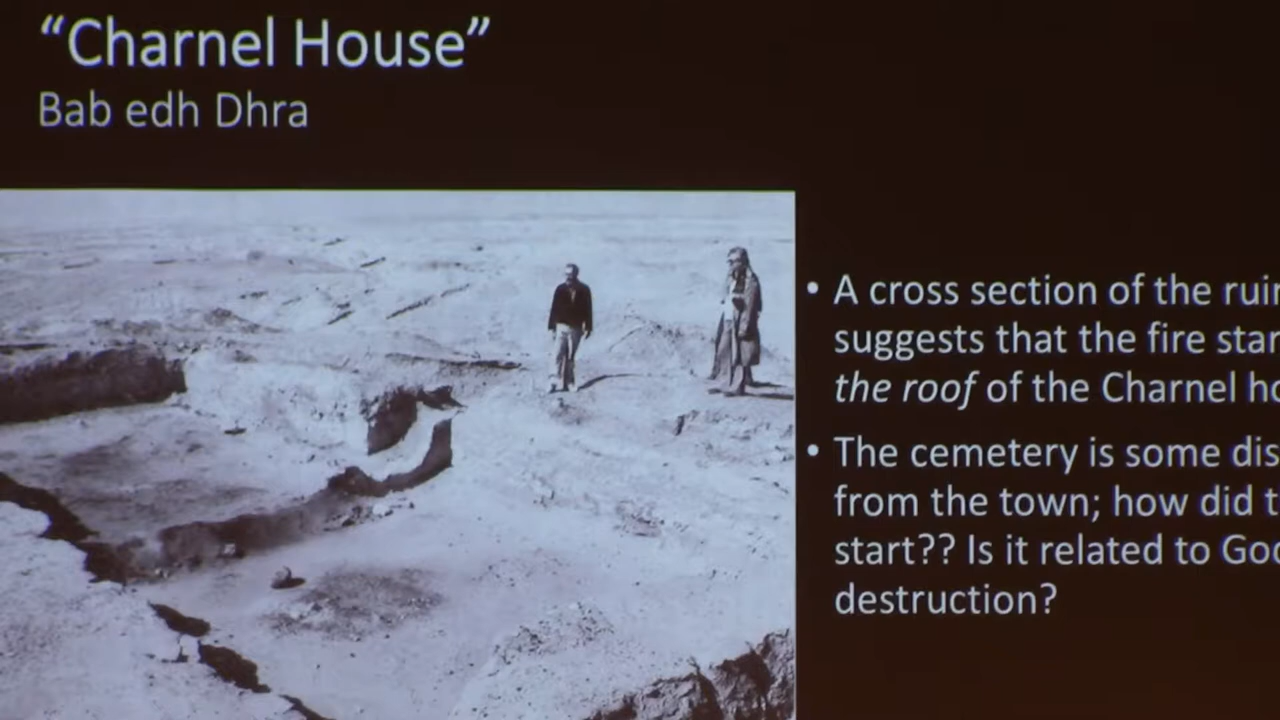 “Charnel House”
Bab edh Dhra
• A cross section of the
suggests that the fire
the roof of the Charnel
• The cemetery is some
from the town; how did
start?? Is it related to
destruction?